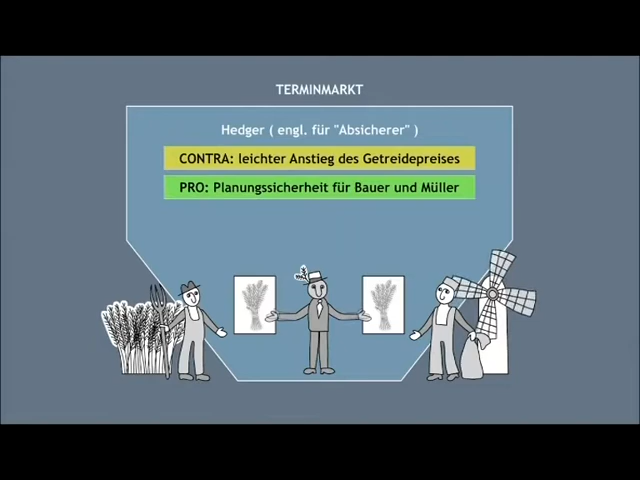 TERMINMARKT
Hedger ( engl. für "Absicherer" )
CONTRA: leichter Anstieg des Getreidepreises
PRO: Planungssicherheit für Bauer und Müller